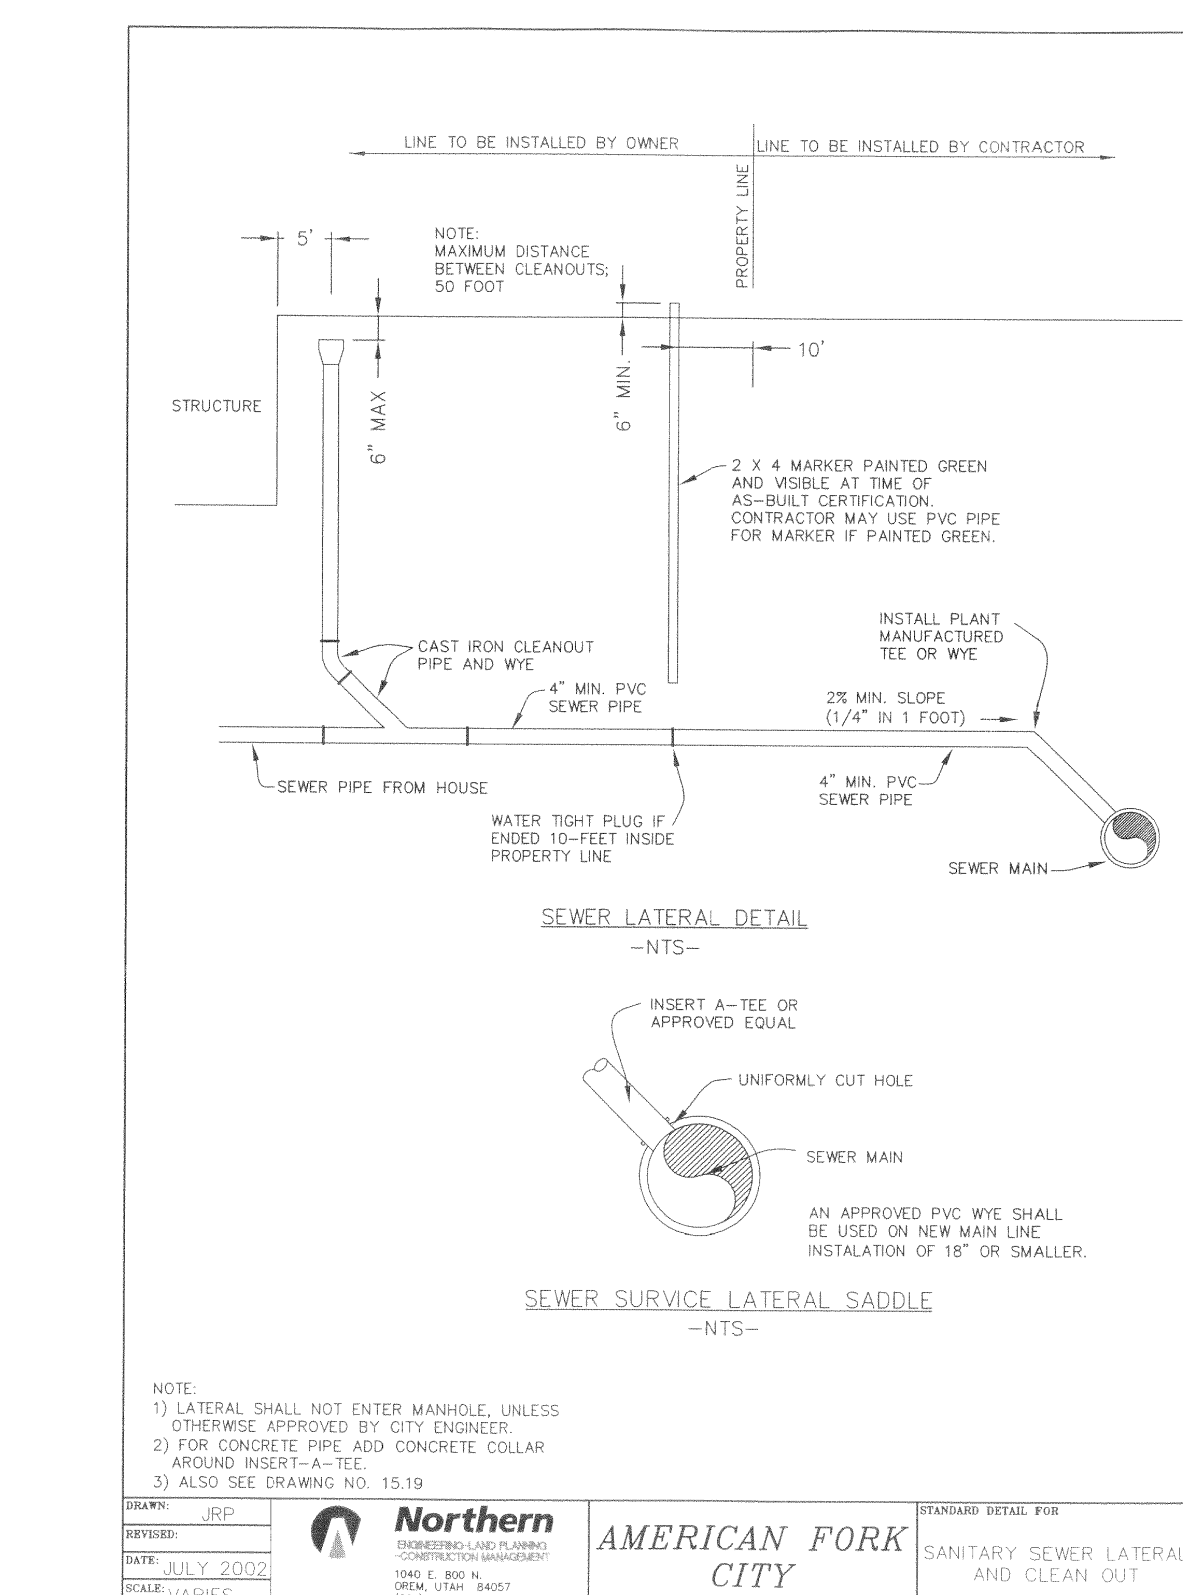 LINE TO BE INSTALLED BY OWNER
LINE TO BE INSTALLED BY CONTRACTOR
PROPERTY LINE
5'
NOTE:
MAXIMUM DISTANCE
BETWEEN CLEANOUTS;
50 FOOT
10'
6" MAX
6" MIN.
STRUCTURE
2 X 4 MARKER PAINTED GREEN
AND VISIBLE AT TIME OF
AS-BUILT CERTIFICATION.
CONTRACTOR MAY USE PVC PIPE
FOR MARKER IF PAINTED GREEN.
INSTALL PLANT
MANUFACTURED
TEE OR WYE
CAST IRON CLEANOUT
PIPE AND WYE
4" MIN. PVC
SEWER PIPE
2% MIN. SLOPE
(1/4" IN 1 FOOT)
SEWER PIPE FROM HOUSE
4" MIN. PVC
SEWER PIPE
WATER TIGHT PLUG IF
ENDED 10-FEET INSIDE
PROPERTY LINE
SEWER MAIN
SEWER LATERAL DETAIL
-NTS-
INSERT A-TEE OR
APPROVED EQUAL
UNIFORMLY CUT HOLE
SEWER MAIN
AN APPROVED PVC WYE SHALL
BE USED ON NEW MAIN LINE
INSTALATION OF 18" OR SMALLER.
SEWER SURVICE LATERAL SADDLE
-NTS-
NOTE:
1) LATERAL SHALL NOT ENTER MANHOLE, UNLESS
OTHERWISE APPROVED BY CITY ENGINEER.
2) FOR CONCRETE PIPE ADD CONCRETE COLLAR
AROUND INSERT-A-TEE.
3) ALSO SEE DRAWING NO. 15.19
DRAWN: JRP
REVISED:
DATE: JULY 2002
SCALE: VARIES
Northern
ENGINEERING-LAND PLANNING
-CONSTRUCTION MANAGEMENT
1040 E. 800 N.
OREM, UTAH 84057
AMERICAN FORK
CITY
STANDARD DETAIL FOR
SANITARY SEWER LATERAL
AND CLEAN OUT